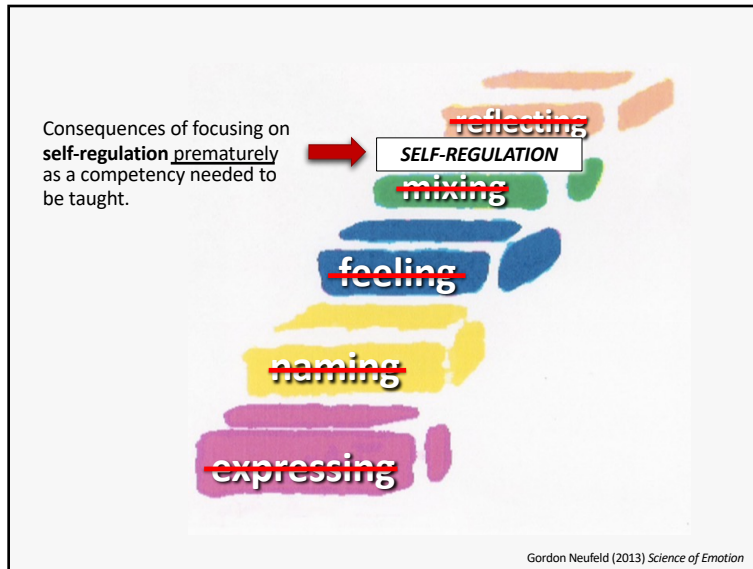 Consequences of focusing on
self-regulation prematurely
as a competency needed to
be taught.
reflecting
SELF-REGULATION
mixing
feeling
naming
expressing
Gordon Neufeld (2013) Science of Emotion